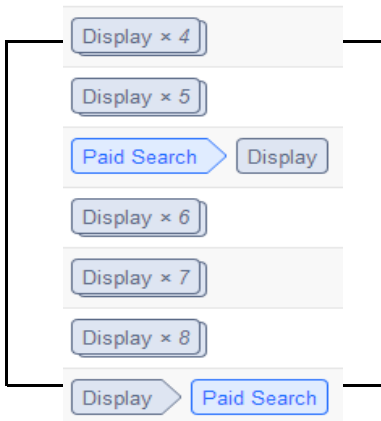 Display × 4
Display × 5
Paid Search Display
Display × 6
Display × 7
Display × 8
Display Paid Search